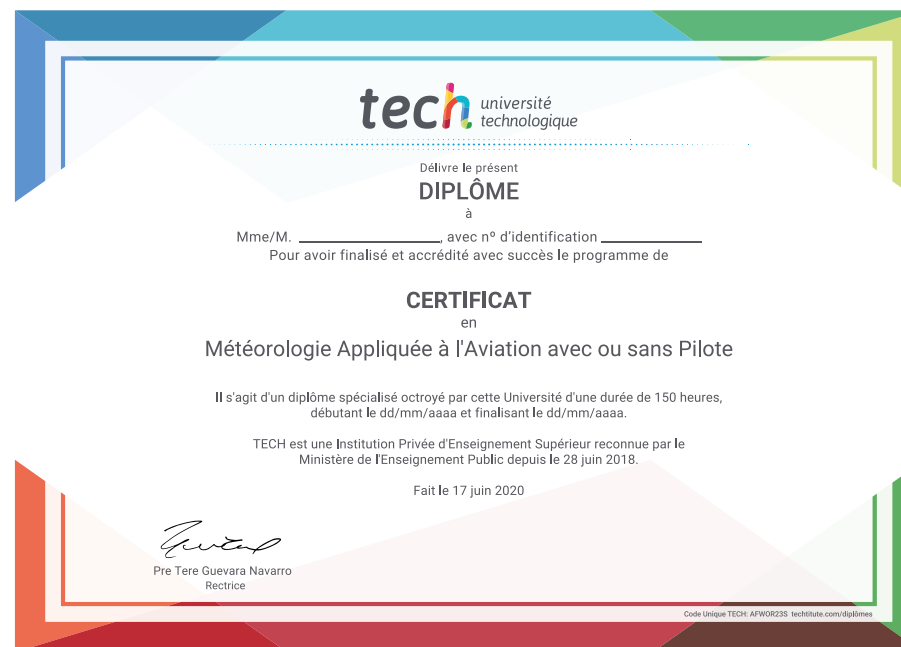 tech université
technologique
Délivre le présent
DIPLÔME
à
Mme/M. ____________, avec nº d'identification ____________
Pour avoir finalisé et accrédité avec succès le programme de
CERTIFICAT
en
Météorologie Appliquée à l'Aviation avec ou sans Pilote
Il s'agit d'un diplôme spécialisé octroyé par cette Université d'une durée de 150 heures,
débutant le dd/mm/aaaa et finalisant le dd/mm/aaaa.
TECH est une Institution Privée d'Enseignement Supérieur reconnue par le
Ministère de l'Enseignement Public depuis le 28 juin 2018.
Fait le 17 juin 2020
Pre Tere Guevara Navarro
Rectrice
Code Unique TECH: AFWOR23S techtitute.com/diplômes